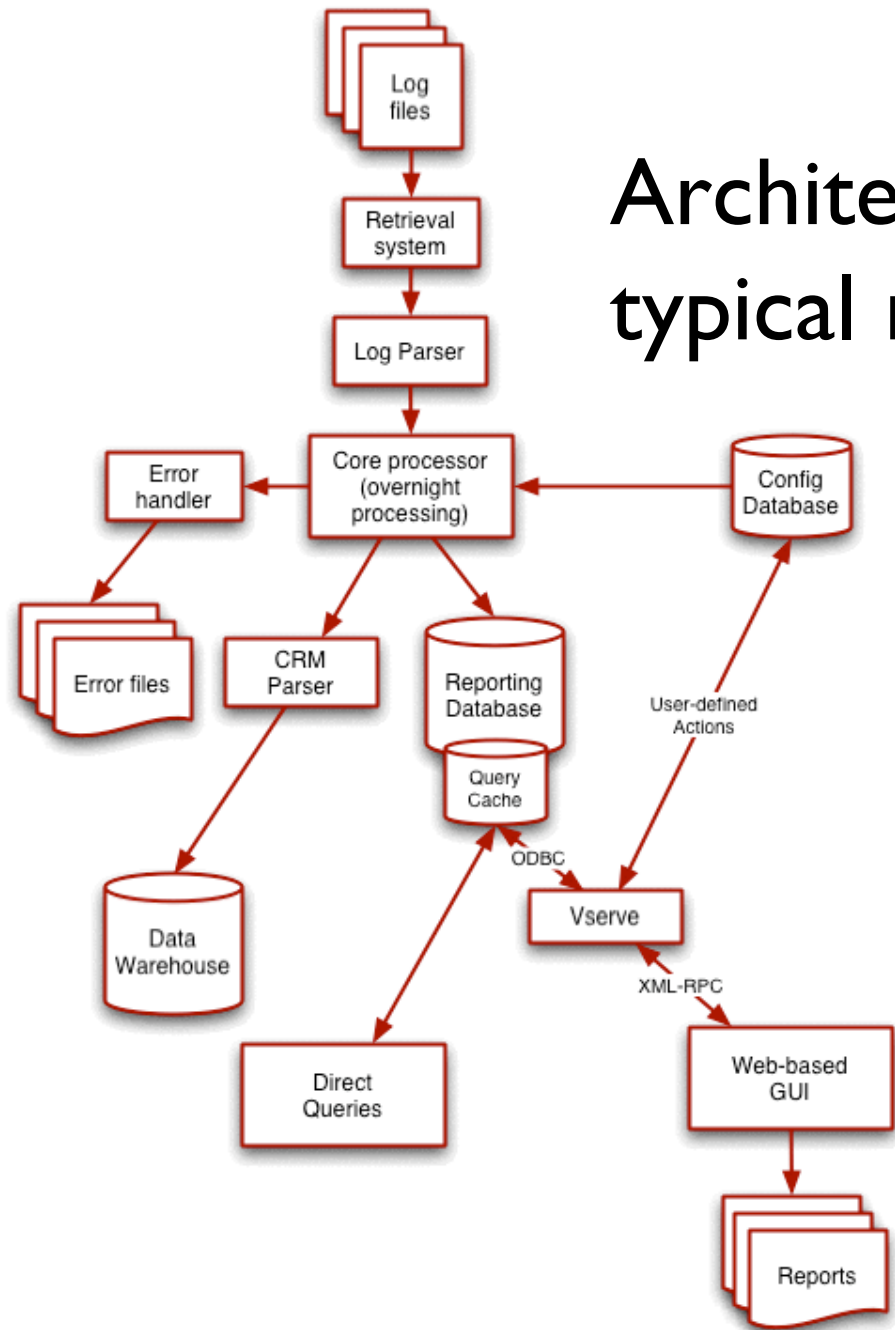 Log
files
Archite
typical
Retrieval
system
Log Parser
Core processor
(overnight
processing)
Error
handler
Config
Database
Error files
CRM
Parser
Reporting
Database
User-defined
Actions
Query
Cache
ODBC
Vserve
Data
Warehouse
XML-RPC
Direct
Queries
Web-based
GUI
Reports